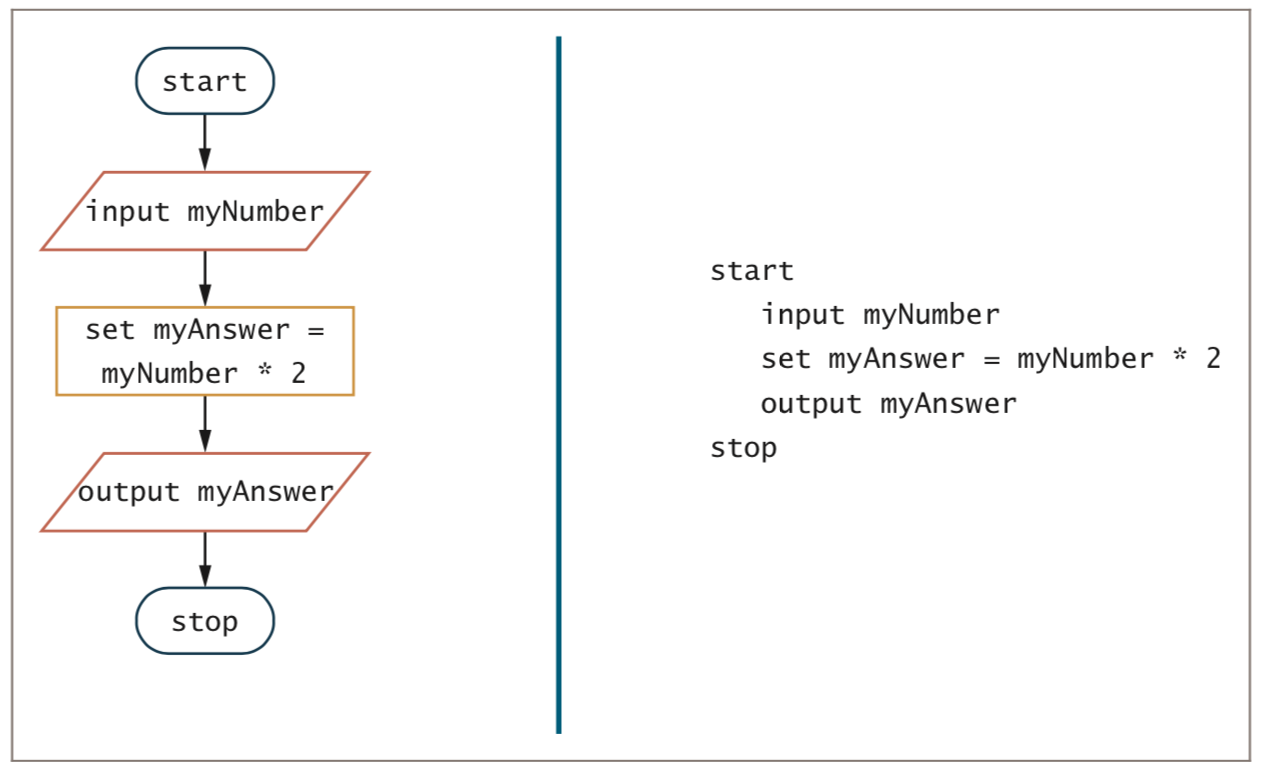 start
input myNumber
set myAnswer =
myNumber * 2
output myAnswer
stop
start
input myNumber
set myAnswer = myNumber * 2
output myAnswer
stop